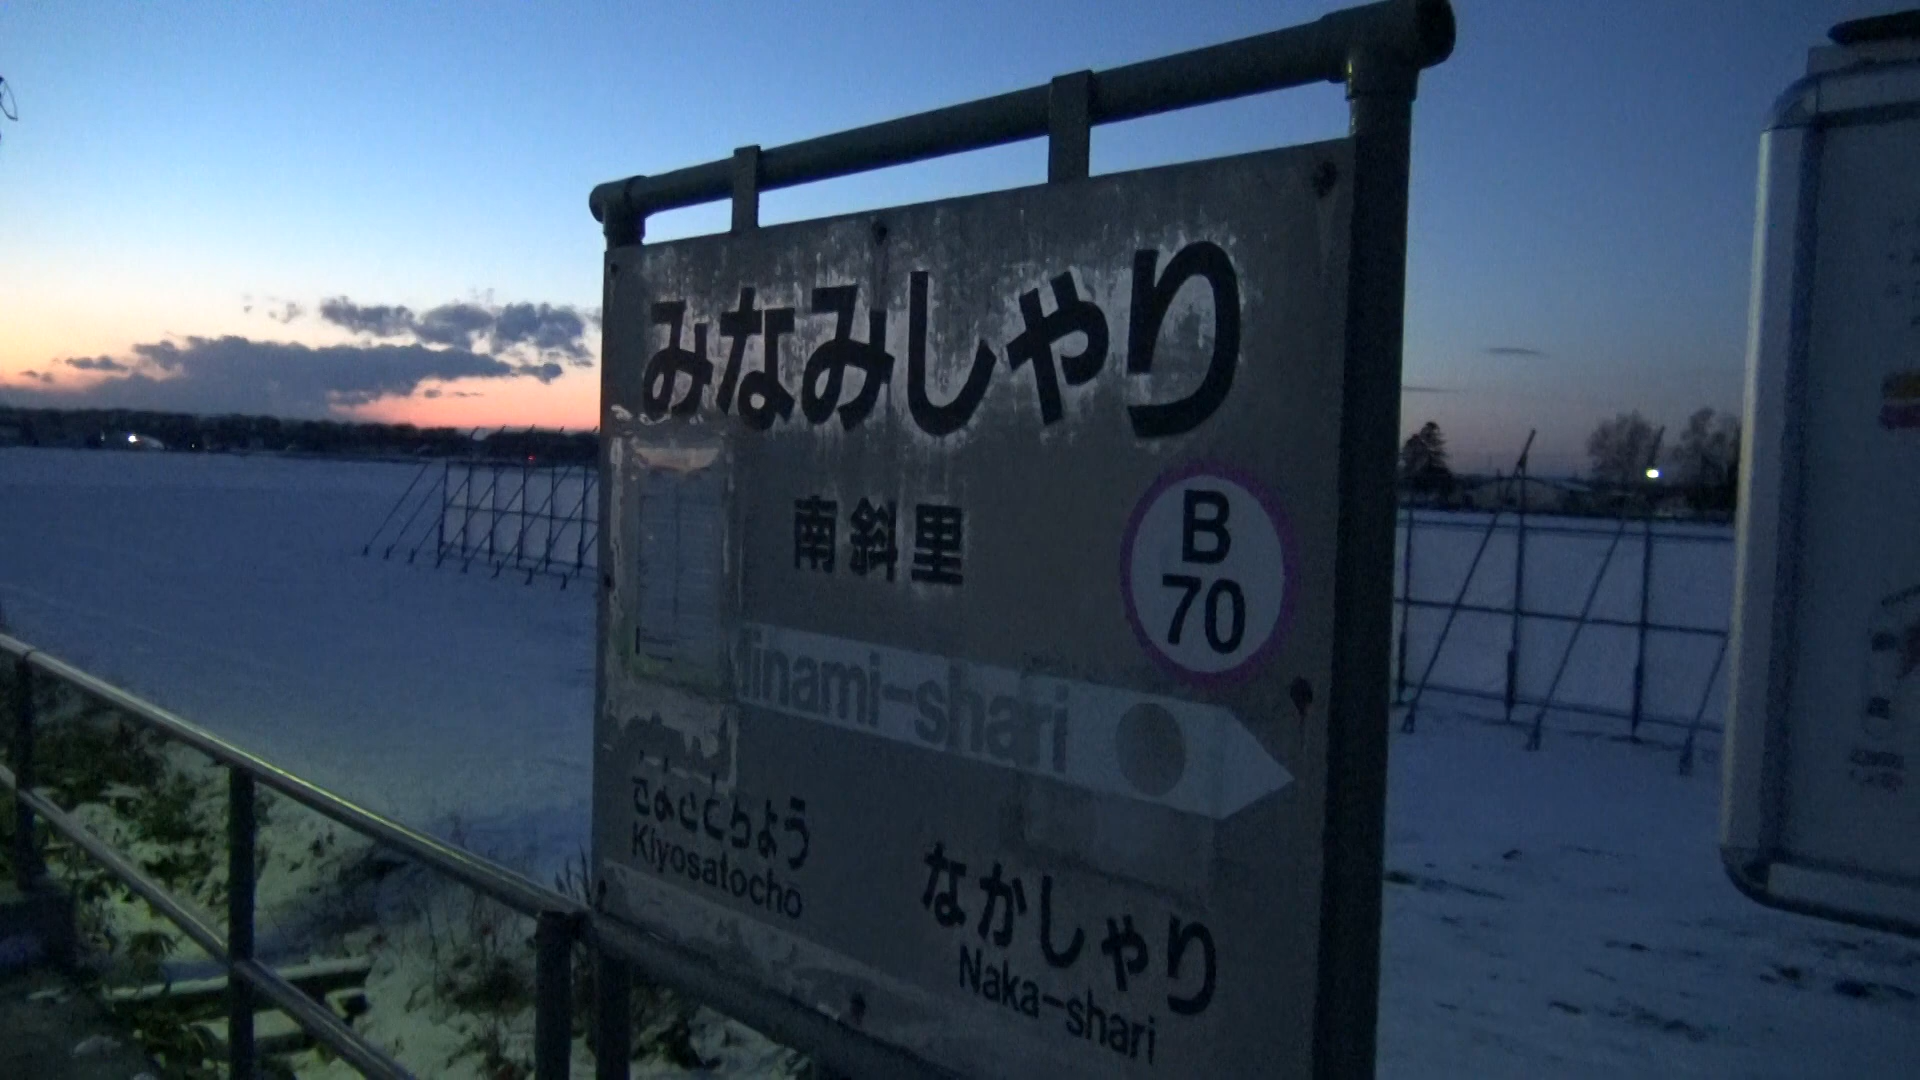 みなみしゃり
南斜里
B
70
Minami-shari
きよさとちょう
Kiyosatocho
なかしゃり
Naka-shari